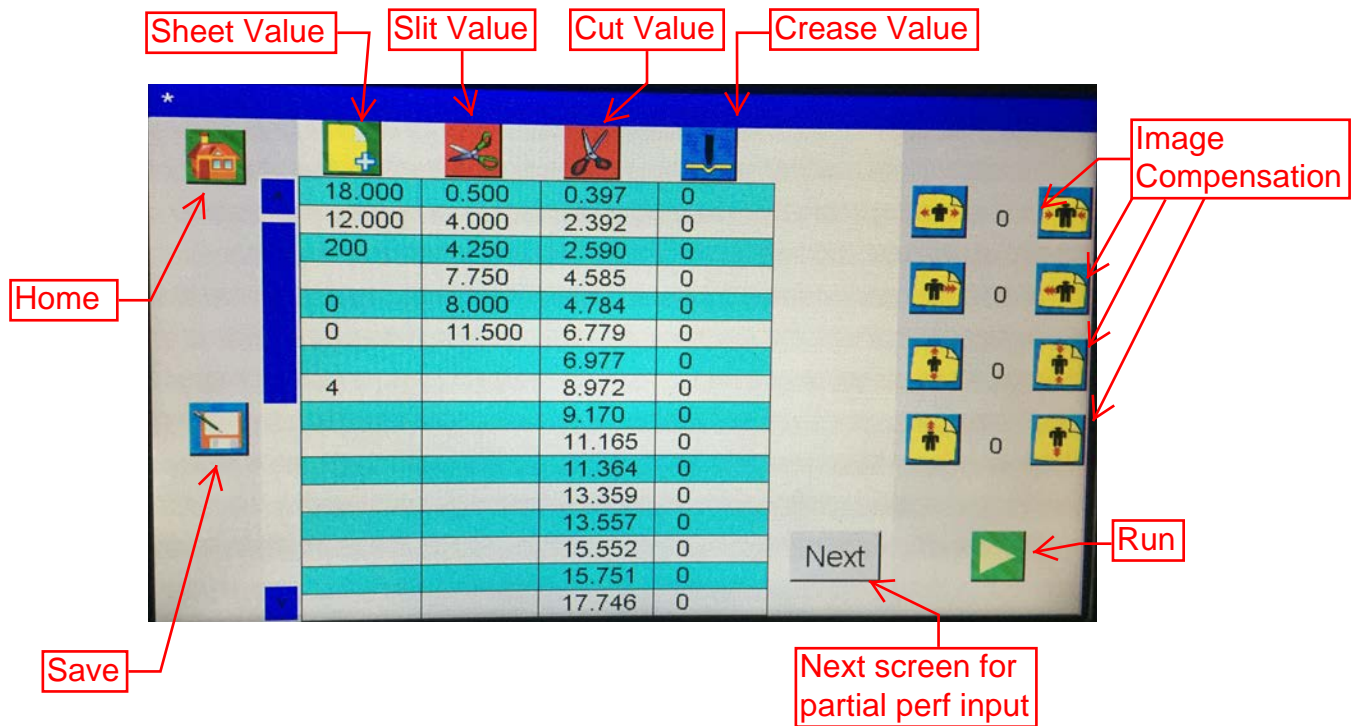 Sheet Value
Slit Value
Cut Value
Crease Value
*
Image
Compensation
Home
18.000 0.500 0.397 0
12.000 4.000 2.392 0 0
200 4.250 2.590 0
7.750 4.585 0 0
0 8.000 4.784 0
0 11.500 6.779 0
6.977 0 0
4 8.972 0
9.170 0
11.165 0 0
11.364 0
13.359 0
13.557 0
15.552 0
15.751 0
17.746 0
Next
Run
Save
Next screen for
partial perf input